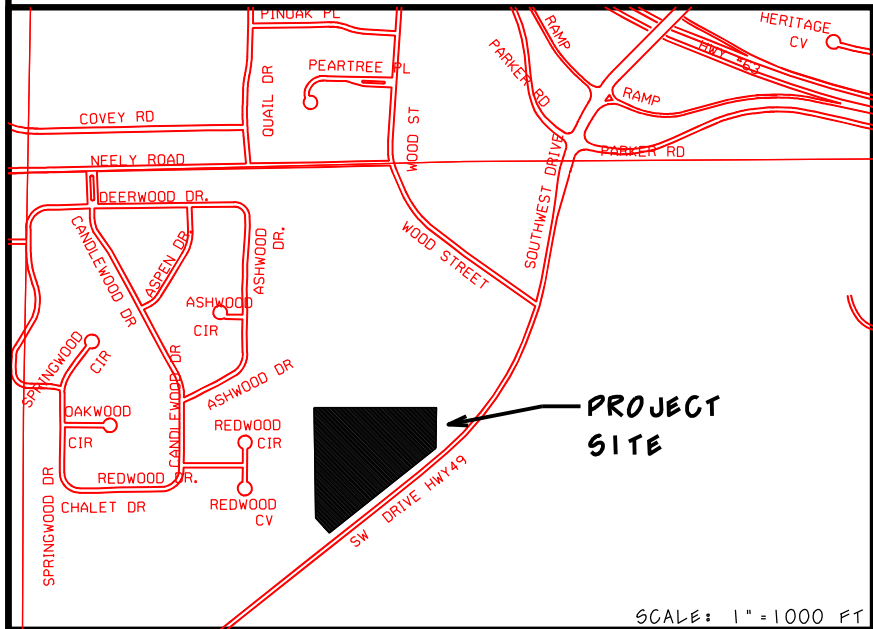 PINOAK PL
HERITAGE
CV
RAMP
PARKER RD
HWY
PEARTREE PL
QUAIL DR
RAMP
COVEY RD
WOOD ST
NEELY ROAD
PARKER RD
SOUTHWEST DRIVE
DEERWOOD DR.
CANDLEWOOD DR
ASPEN DR.
ASHWOOD
DR.
WOOD STREET
ASHWOOD
CIR
SPRINGWOOD
CIR
CANDLEWOOD DR
ASHWOOD DR
PROJECT
SITE
OAKWOOD
CIR
REDWOOD
CIR
SPRINGWOOD DR
REDWOOD DR.
CHALET DR
REDWOOD
CV
SW DRIVE HWY49
SCALE: 1"=1000 FT